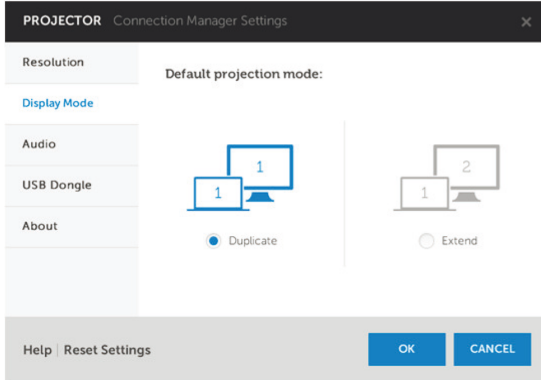 PROJECTOR Connection Manager Settings ×
Resolution
Default projection mode:
Display Mode
Audio
USB Dongle
About
1
1
2
1
Duplicate
Extend
Help | Reset Settings
OK
CANCEL